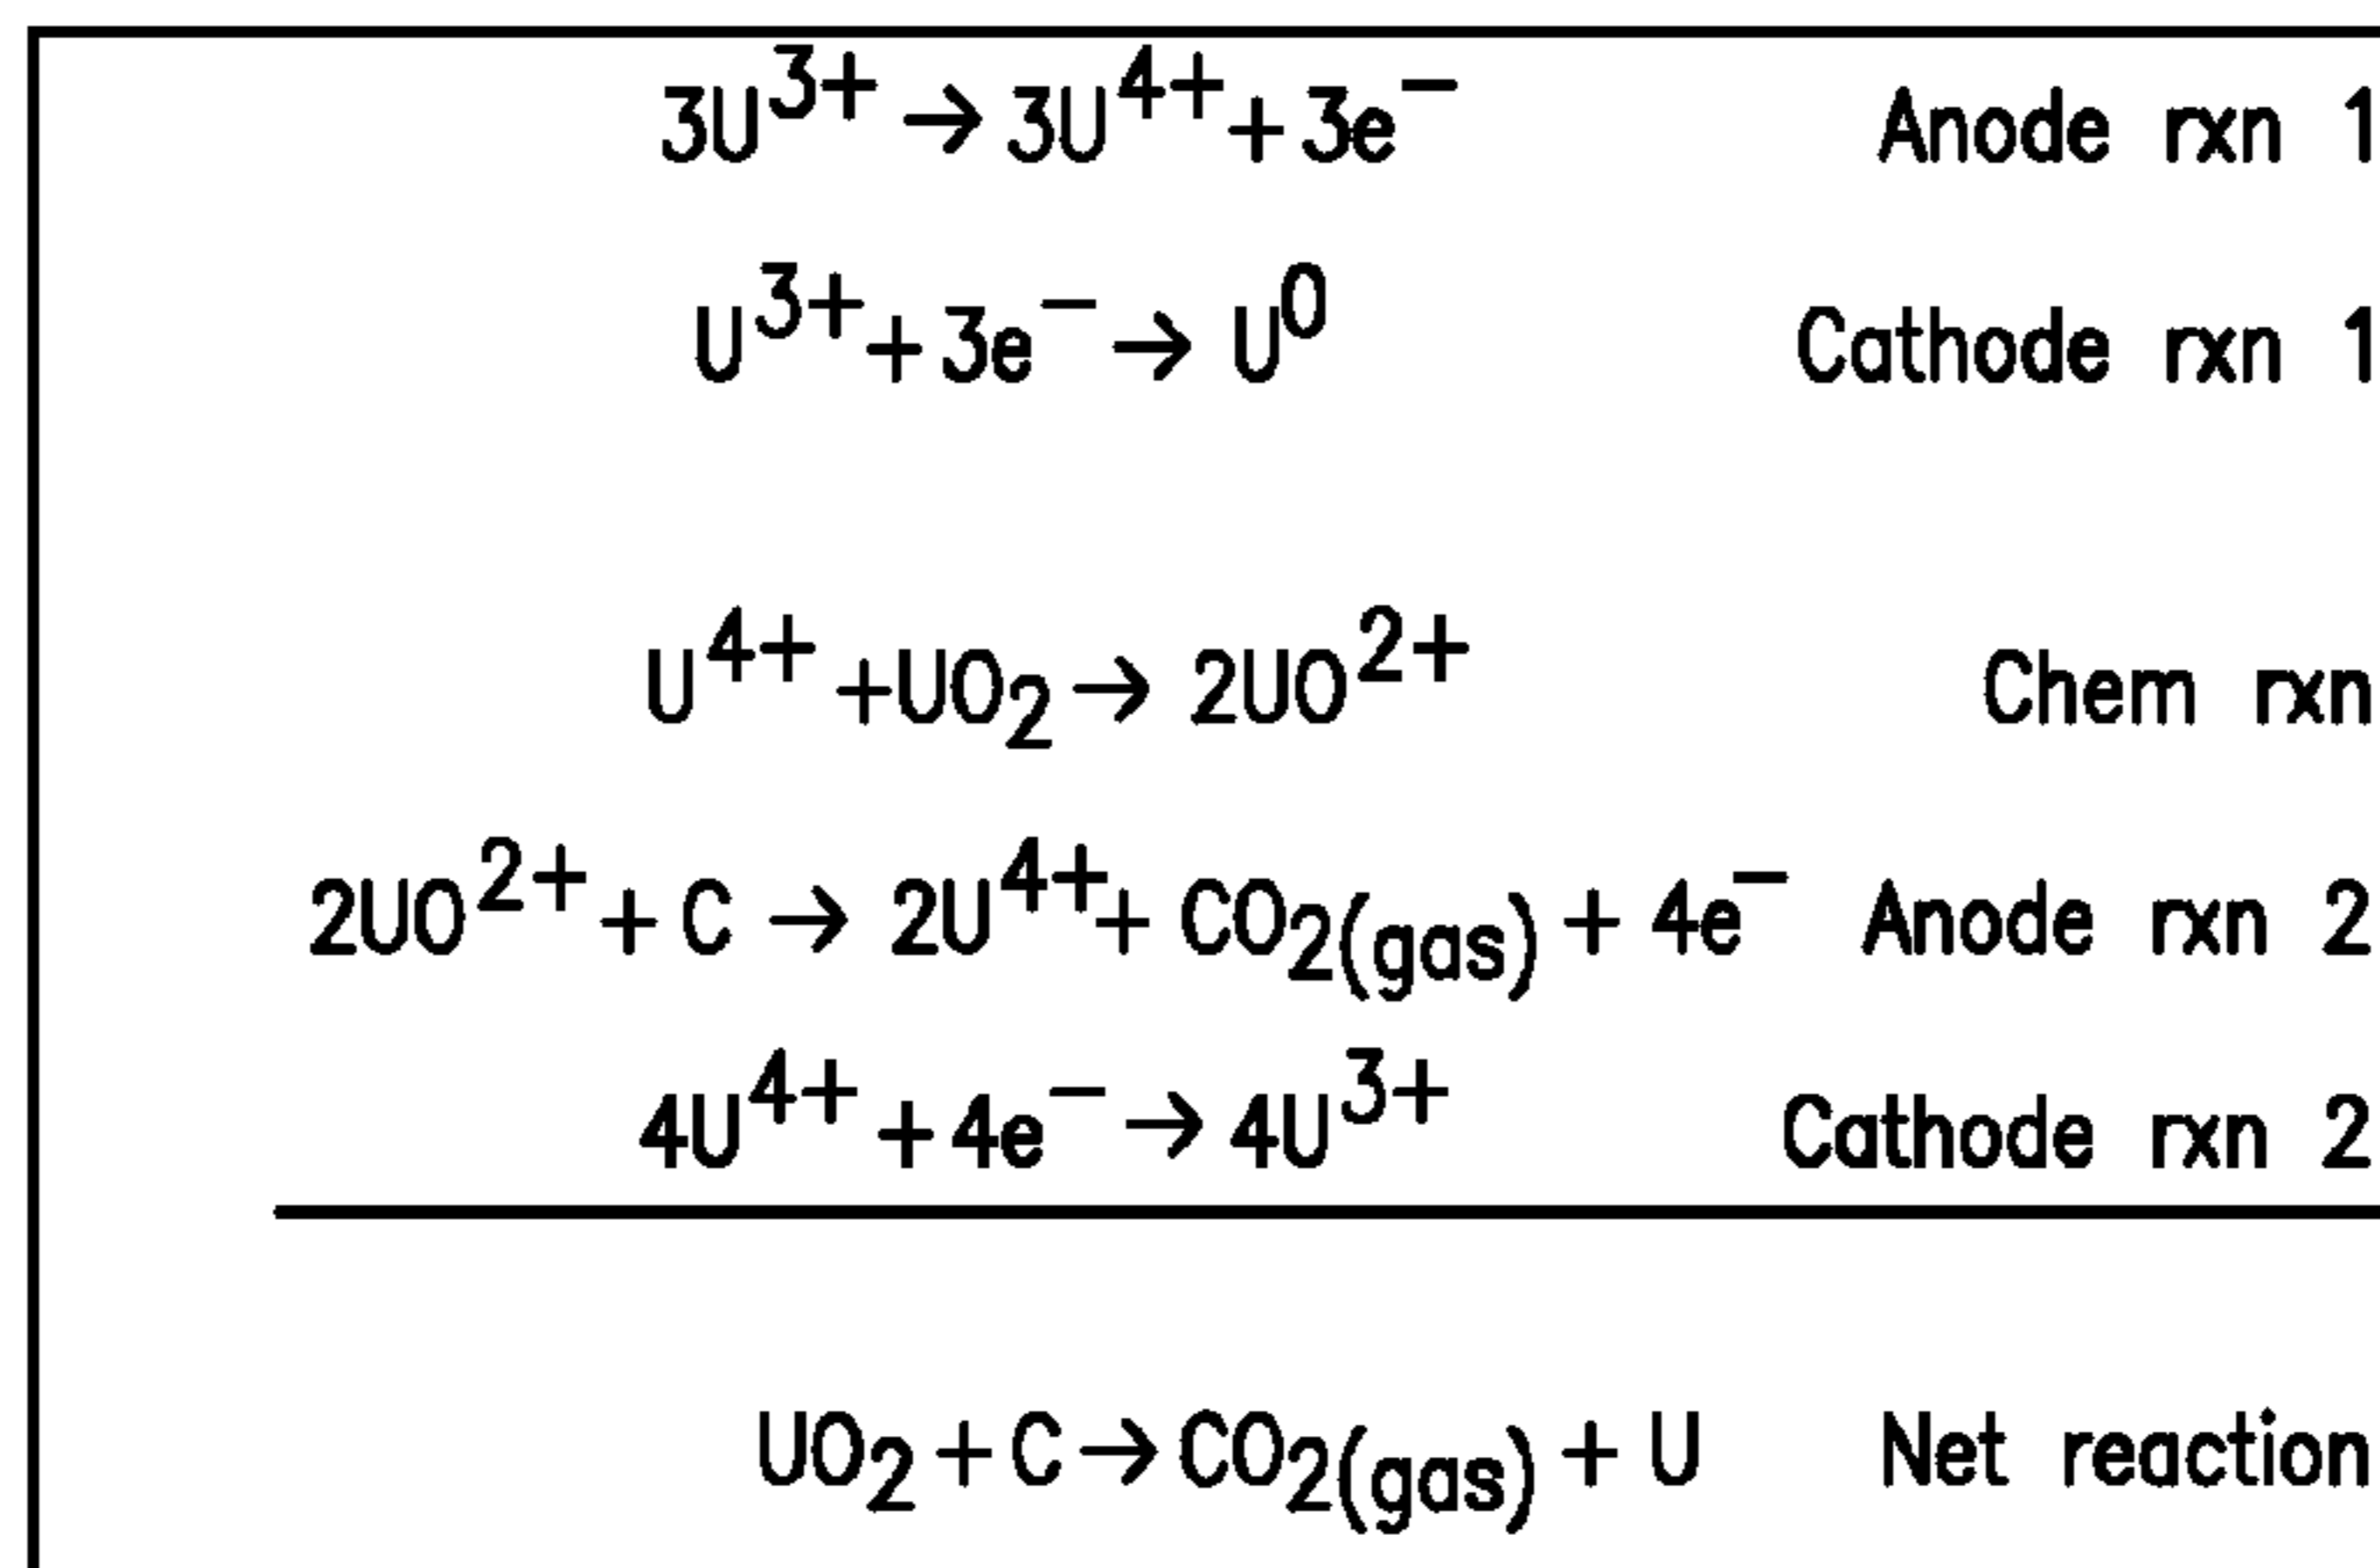 3U³⁺ → 3U⁴⁺ + 3e⁻ Anode rxn 1
U³⁺ + 3e⁻ → U⁰ Cathode rxn 1
U⁴⁺ + UO₂ → 2UO²⁺ Chem rxn
2UO²⁺ + C → 2U⁴⁺ + CO₂(gas) + 4e⁻ Anode rxn 2
4U⁴⁺ + 4e⁻ → 4U³⁺ Cathode rxn 2
UO₂ + C → CO₂(gas) + U Net reaction